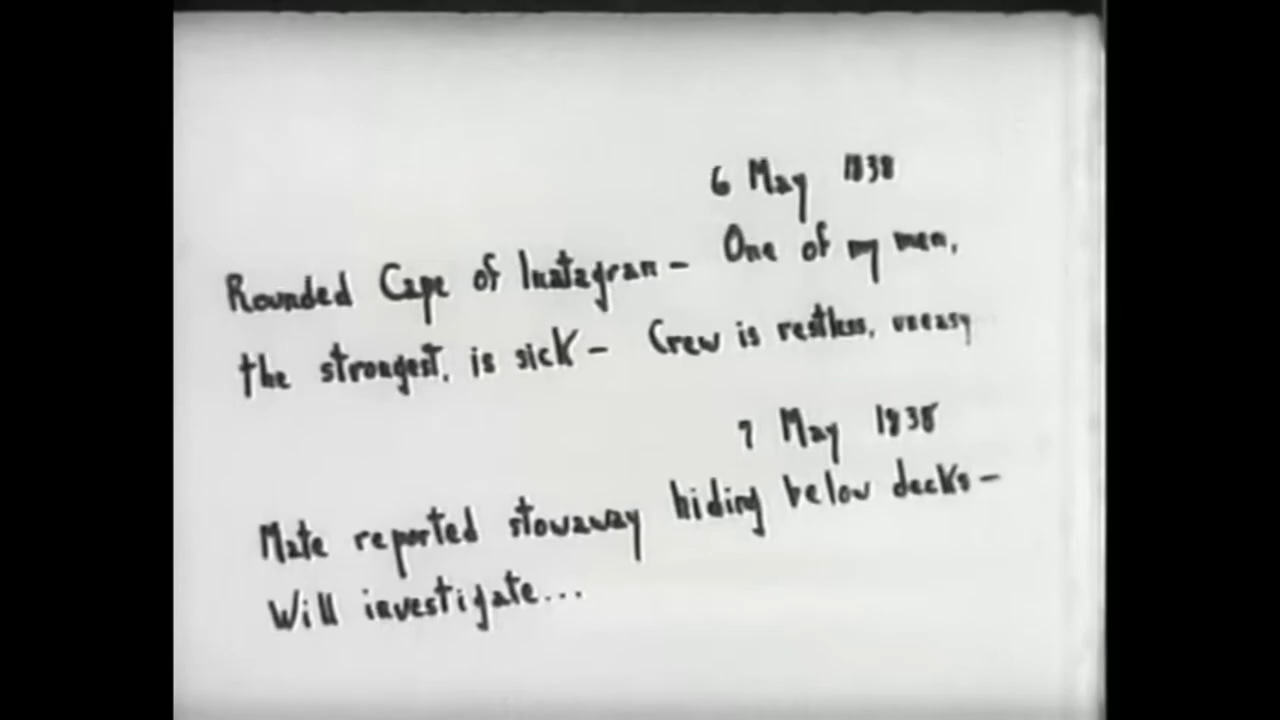 6 May 1838
Rounded Cape of – One of my men,
the strongest, is sick – Crew is restless, uneasy
7 May 1838
Mate reported stowaway hiding below decks –
Will investigate...